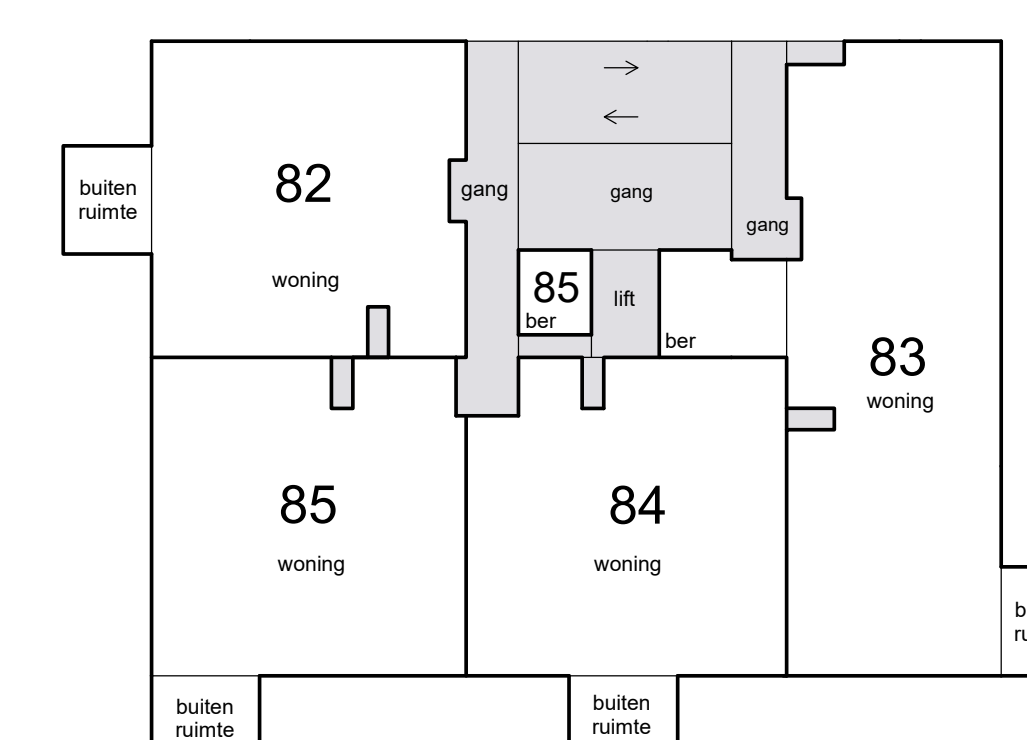 buiten
ruimte
82
woning
gang
gang
gang
85
ber
lift
ber
83
woning
85
woning
84
woning
buiten
ruimte
buiten
ruimte